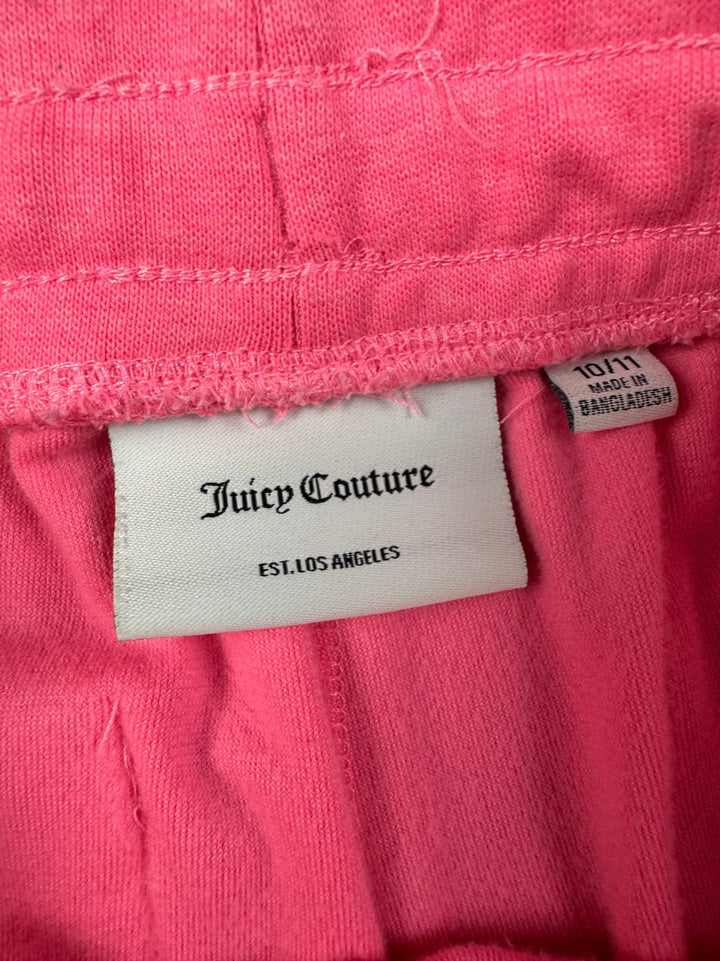 10/11
MADE IN
BANGLADESH
Juicy Couture
EST. LOS ANGELES